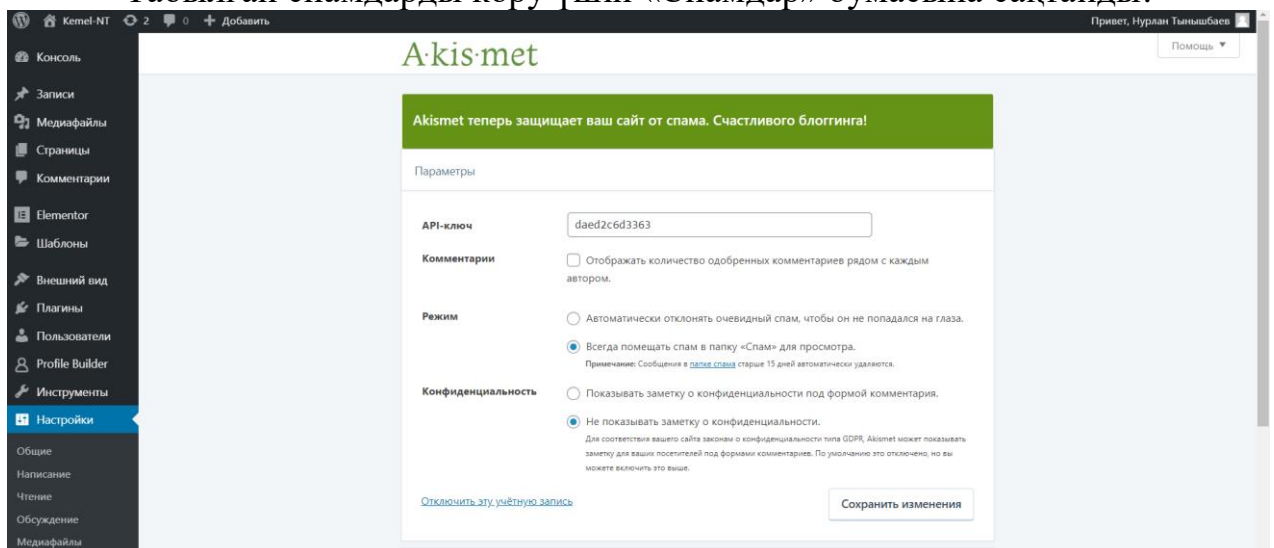 Kemel-NT 2 0 + Добавить
Привет, Нурлан Тынышбаев
Консоль
Записи
Медиафайлы
Страницы
Комментарии
Elementor
Шаблоны
Внешний вид
Плагины
Пользователи
Profile Builder
Инструменты
Настройки
Общие
Написание
Чтение
Обсуждение
Медиафайлы
A·kis·met
Помощь
Akismet теперь защищает ваш сайт от спама. Счастливого блоггинга!
Параметры
API-ключ
daed2c6d3363
Комментарии
Отображать количество одобренных комментариев рядом с каждым
автором.
Режим
Автоматически отклонять очевидный спам, чтобы он не попадался на глаза.
Всегда помещать спам в папку «Спам» для просмотра.
Примечание: Сообщения в папке спама старше 15 дней автоматически удаляются.
Конфиденциальность
Показывать заметку о конфиденциальности под формой комментария.
Не показывать заметку о конфиденциальности.
Для соответствия вашего сайта законам о конфиденциальности типа GDPR, Akismet может показывать
заметку для ваших посетителей под формами комментариев. По умолчанию это отключено, но вы
можете включить это выше.
Отключить эту учётную запись
Сохранить изменения